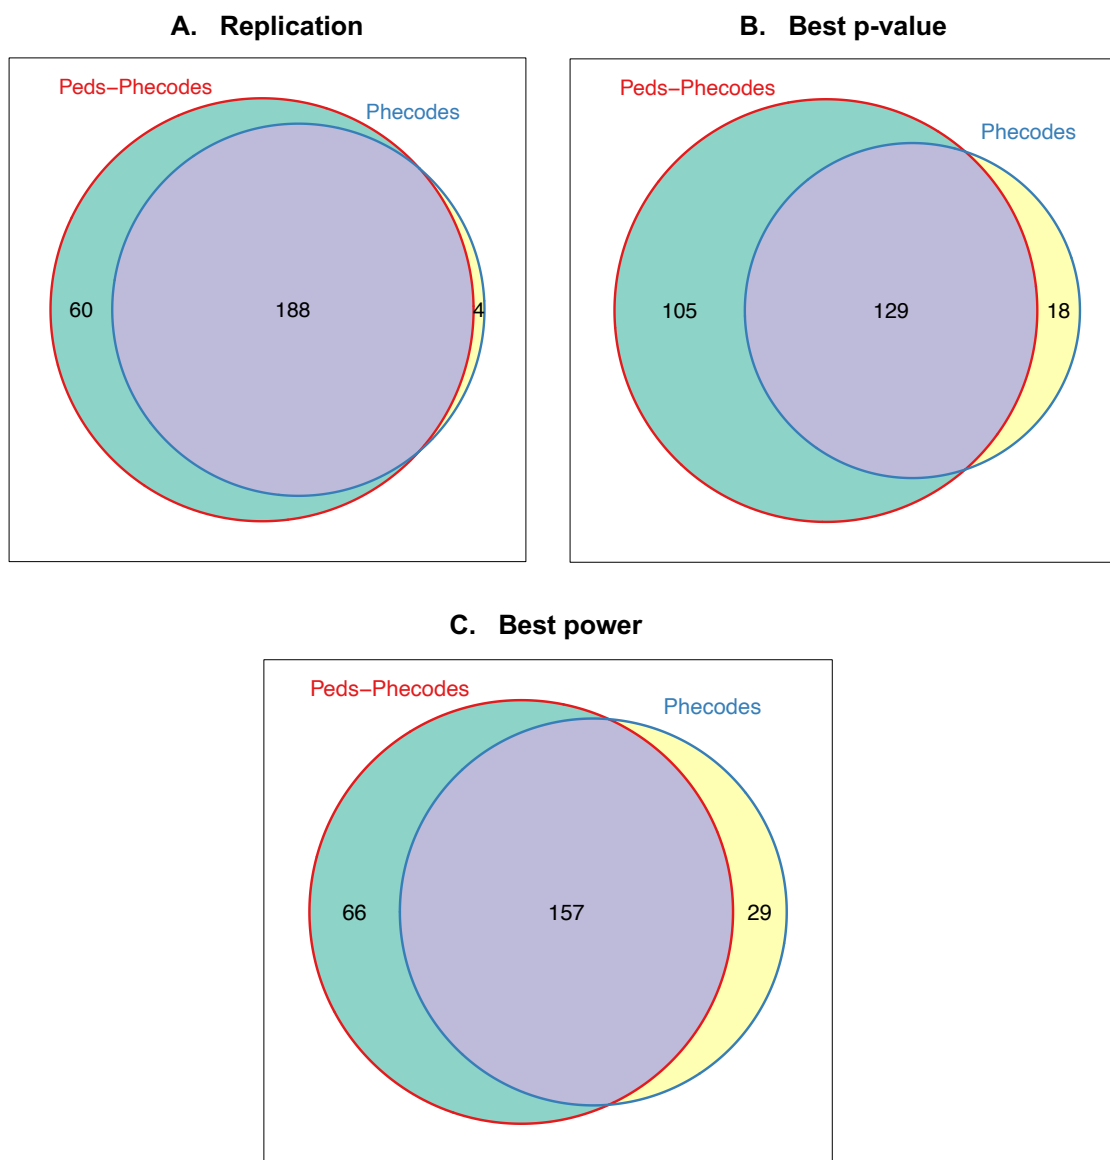 A. Replication
Peds-Phecodes
Phecodes
60
188
4
B. Best p-value
Peds-Phecodes
Phecodes
105
129
18
C. Best power
Peds-Phecodes
Phecodes
66
157
29